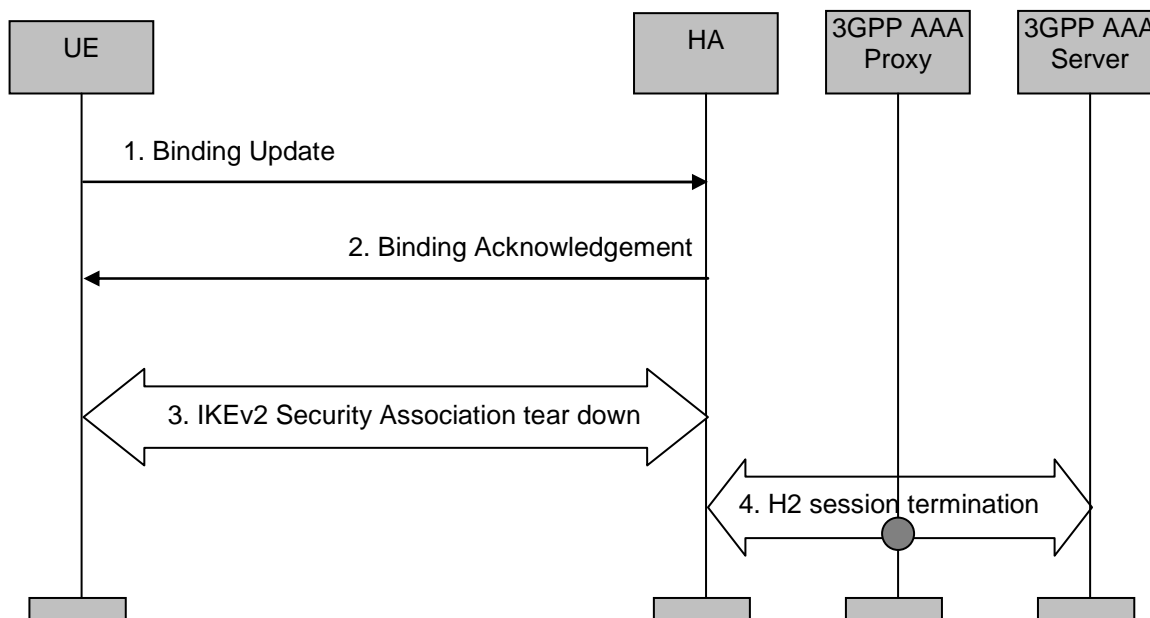 UE
HA
3GPP AAA
Proxy
3GPP AAA
Server
1. Binding Update
2. Binding Acknowledgement
3. IKEv2 Security Association tear down
4. H2 session termination